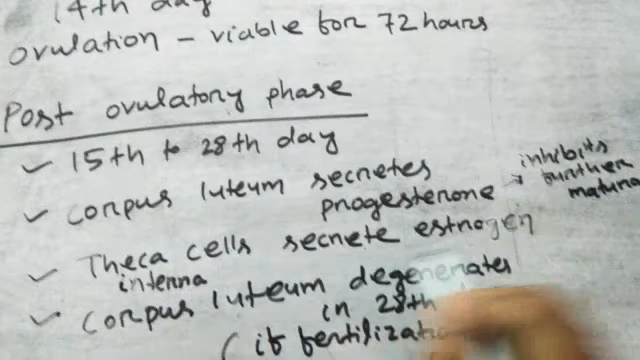 14th day
ovulation – viable for 72 hours
Post ovulatory phase
✓ 15th to 28th day
✓ Corpus luteum secretes
progesterone → inhibits
further
✓ Theca cells secrete estrogen
interna
✓ Corpus luteum degenerates
in 28th
( if